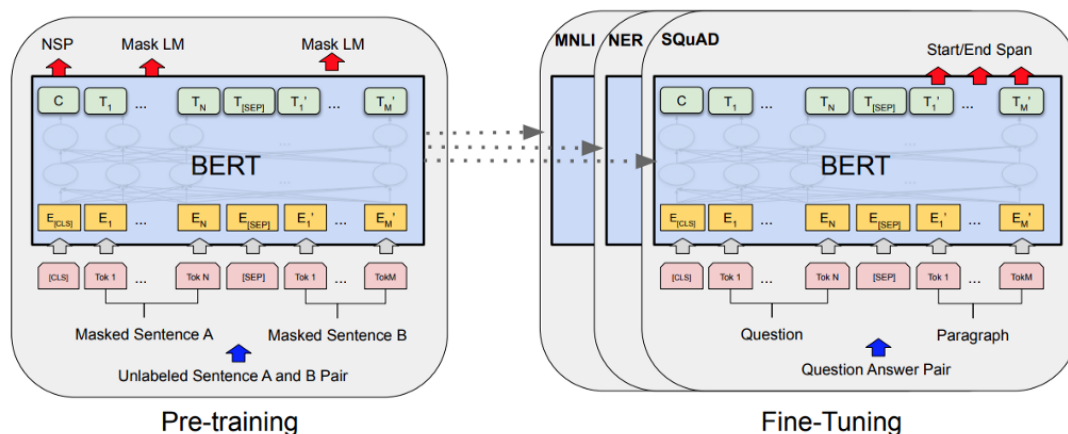 NSP Mask LM Mask LM
C T1 ... TN T[SEP] T1' ... TM'
BERT
E[CLS] E1 ... EN E[SEP] E1' ... EM'
[CLS] Tok 1 ... Tok N [SEP] Tok 1 ... TokM
Masked Sentence A Masked Sentence B
Unlabeled Sentence A and B Pair
Pre-training
MNLI NER SQuAD
Start/End Span
C T1 ... TN T[SEP] T1' ... TM'
BERT
E[CLS] E1 ... EN E[SEP] E1' ... EM'
[CLS] Tok 1 ... Tok N [SEP] Tok 1 ... TokM
Question Paragraph
Question Answer Pair
Fine-Tuning